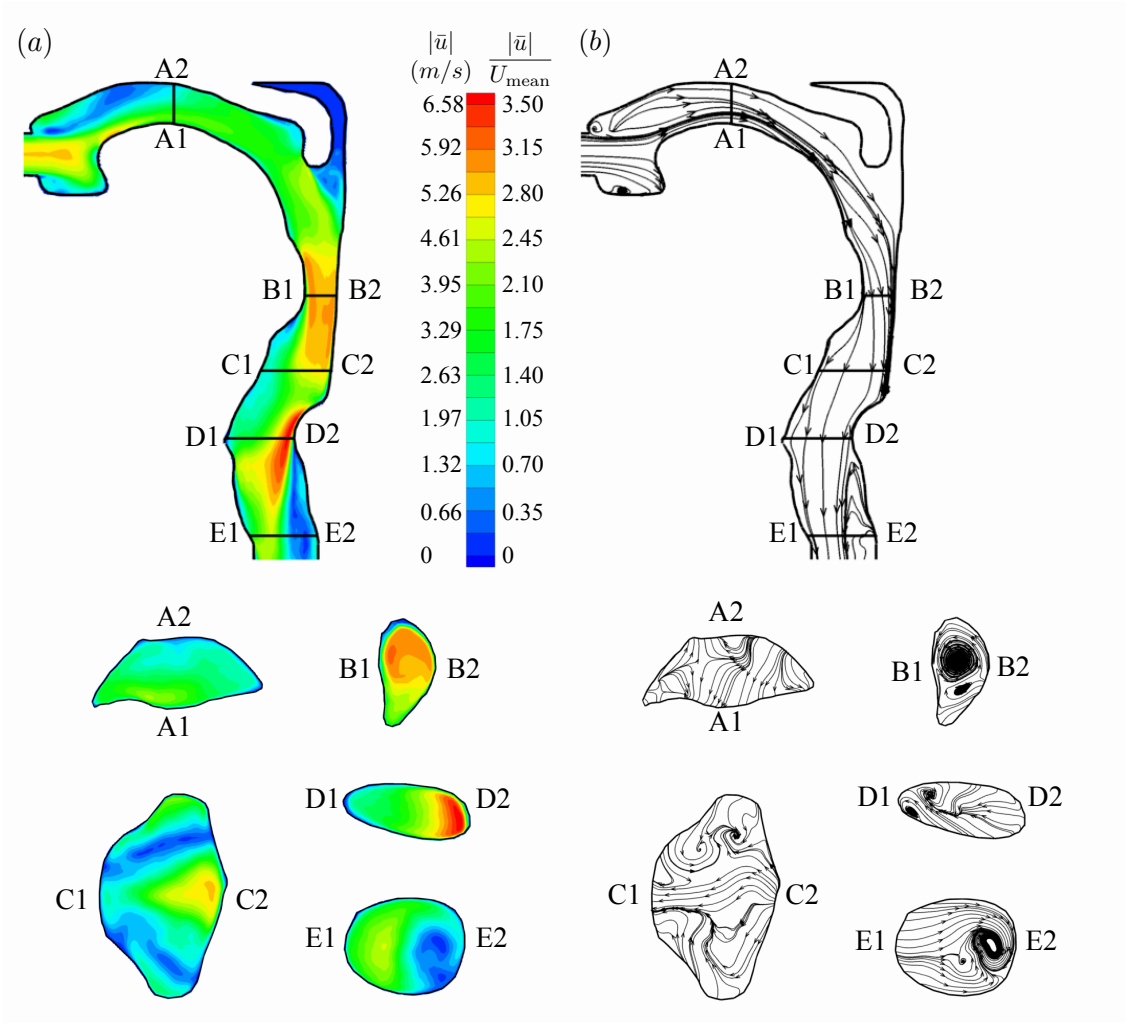 (a)
|ū| |ū|
(m/s) U_mean
(b)
A2
A1
6.58 3.50
5.92 3.15
5.26 2.80
4.61 2.45
3.95 2.10
3.29 1.75
2.63 1.40
1.97 1.05
1.32 0.70
0.66 0.35
0 0
B1 B2
C1 C2
D1 D2
E1 E2
A2
A1
B1 B2
C1 C2
D1 D2
E1 E2
A2
A1
B1 B2
D1 D2
C1 C2
E1 E2
A2
A1
B1 B2
D1 D2
C1 C2
E1 E2